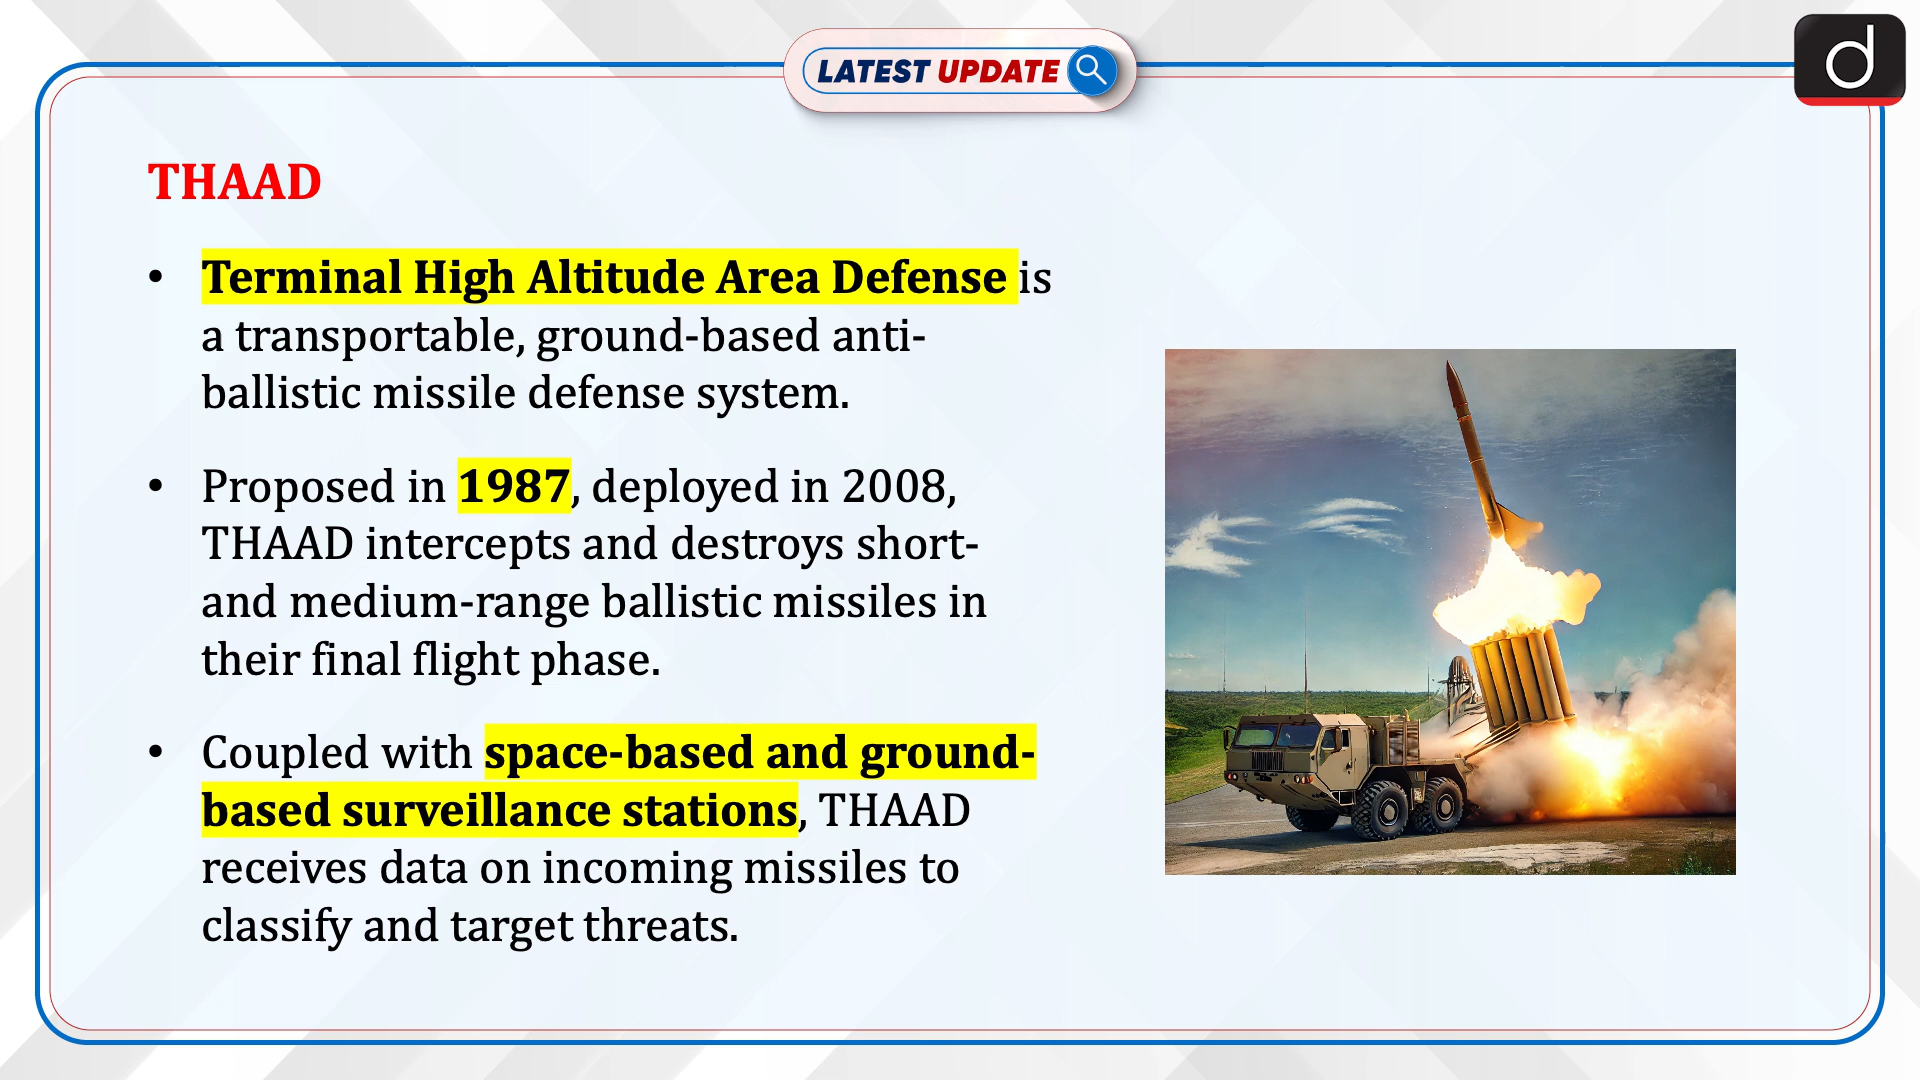 LATEST UPDATE
d
THAAD
• Terminal High Altitude Area Defense is
a transportable, ground-based anti-
ballistic missile defense system.
• Proposed in 1987, deployed in 2008,
THAAD intercepts and destroys short-
and medium-range ballistic missiles in
their final flight phase.
• Coupled with space-based and ground-
based surveillance stations, THAAD
receives data on incoming missiles to
classify and target threats.